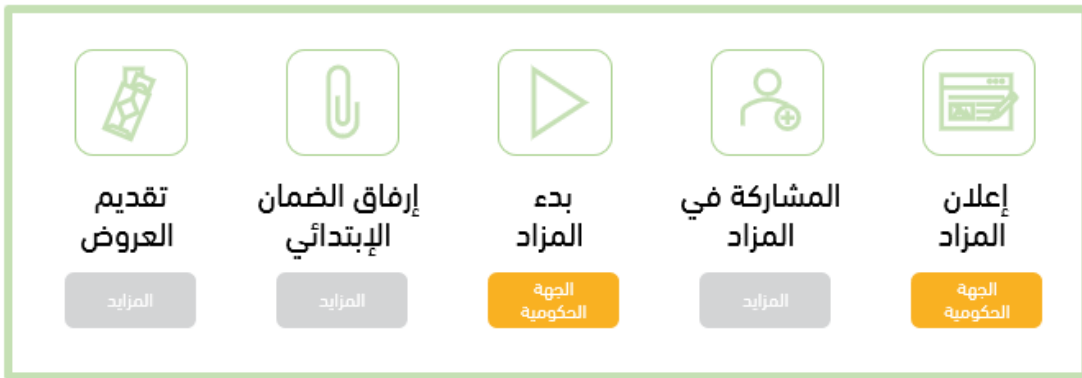 إعلان
المزاد
الجهة
الحكومية
المشاركة في
المزاد
المزايد
بدء
المزاد
الجهة
الحكومية
إرفاق الضمان
الإبتدائي
المزايد
تقديم
العروض
المزايد